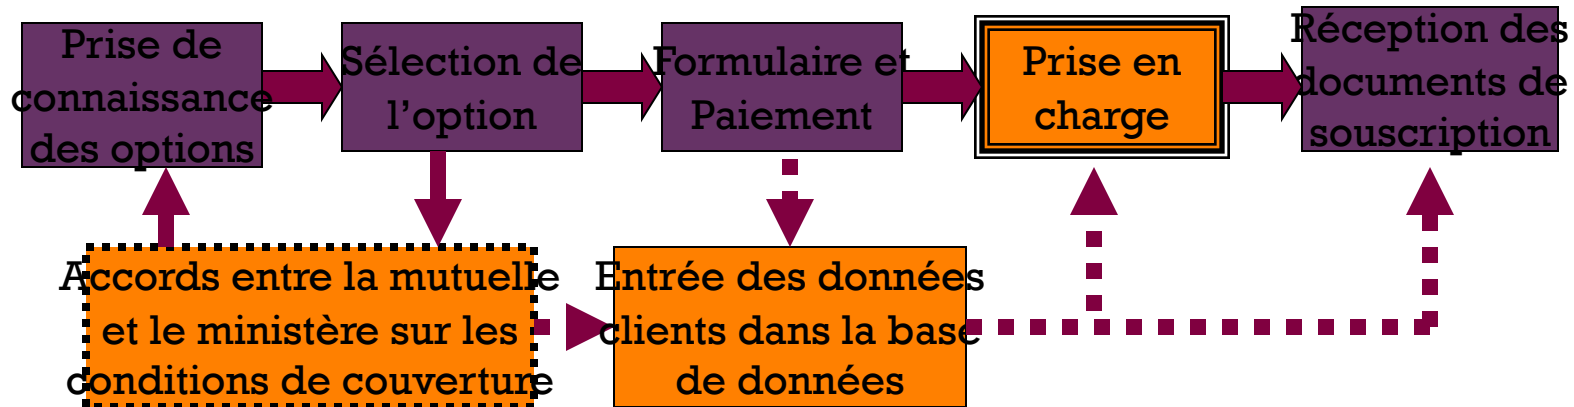 Prise de
connaissance
des options
Sélection de
l’option
Formulaire et
Paiement
Prise en
charge
Réception des
documents de
souscription
Accords entre la mutuelle
et le ministère sur les
conditions de couverture
Entrée des données
clients dans la base
de données